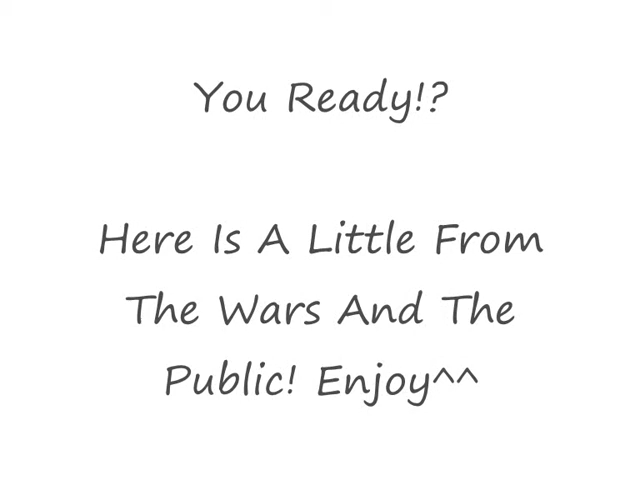 You Ready!?
Here Is A Little From
The Wars And The
Public! Enjoy^^